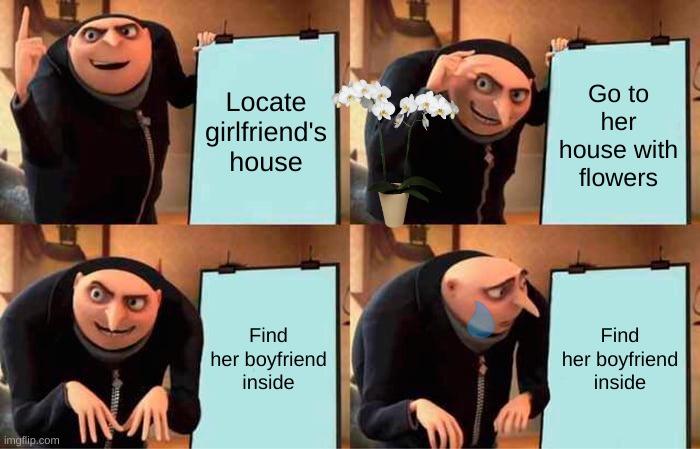 Locate
girlfriend's
house
Go to
her
house with
flowers
Find
her boyfriend
inside
Find
her boyfriend
inside
imgflip.com